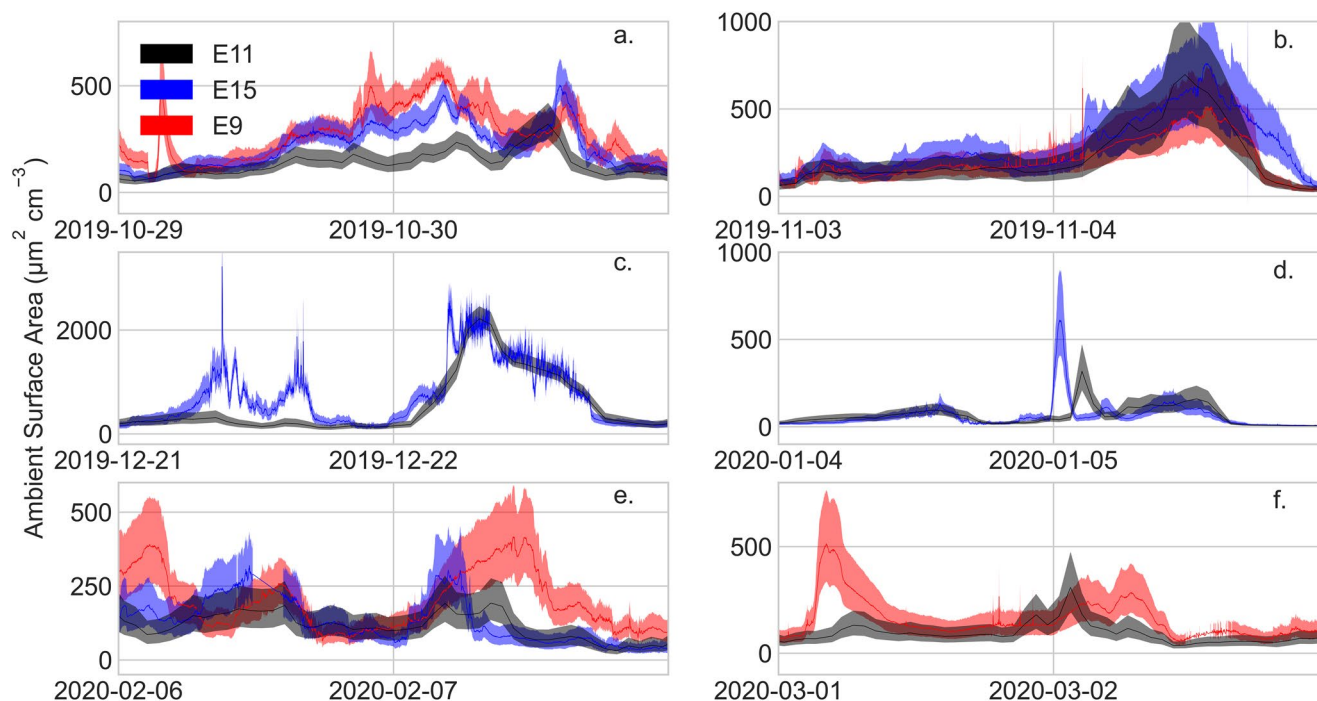 Ambient Surface Area (μm² cm⁻³)
E11
E15
E9
a.
500
0
2019-10-29
2019-10-30
b.
1000
500
0
2019-11-03
2019-11-04
c.
2000
0
2019-12-21
2019-12-22
d.
1000
500
0
2020-01-04
2020-01-05
e.
500
250
0
2020-02-06
2020-02-07
f.
500
0
2020-03-01
2020-03-02